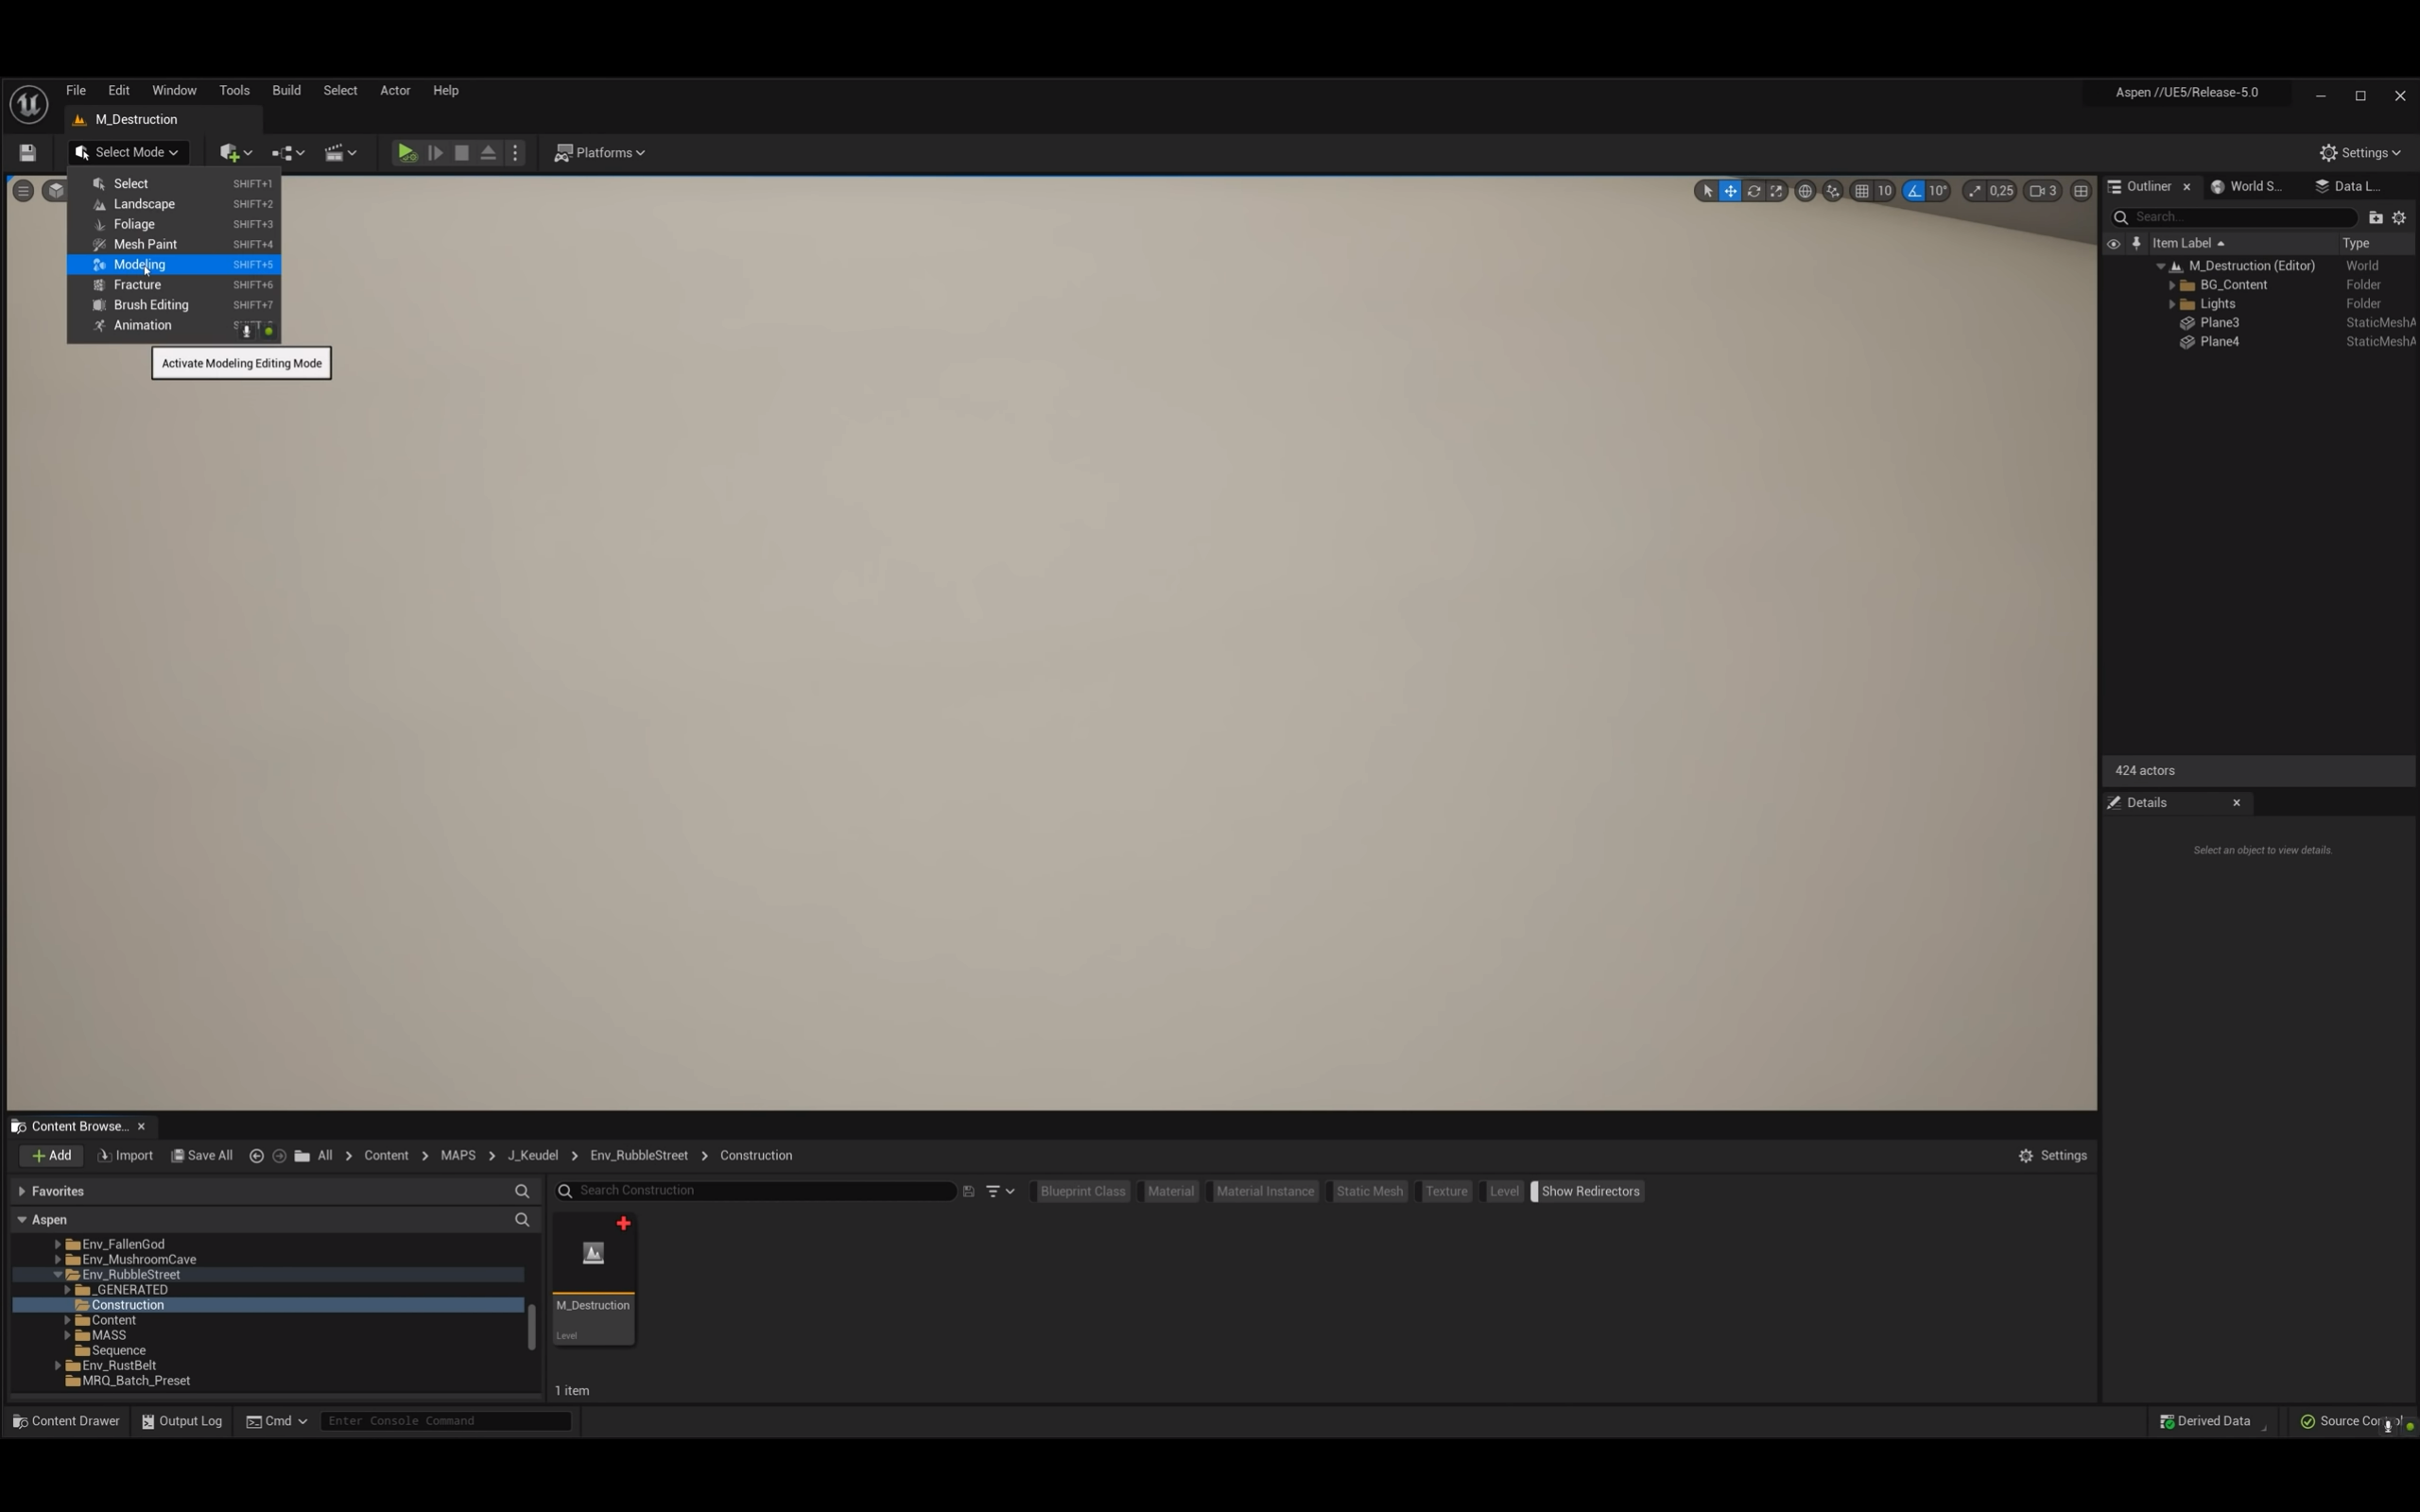 File Edit Window Tools Build Select Actor Help
Aspen //UE5/Release-5.0
M_Destruction
Select Mode
Platforms
Settings
Select SHIFT+1
Landscape SHIFT+2
Foliage SHIFT+3
Mesh Paint SHIFT+4
Modeling SHIFT+5
Fracture SHIFT+6
Brush Editing SHIFT+7
Animation
Activate Modeling Editing Mode
10 10° 0,25 3
Outliner World S... Data L...
Search...
Item Label Type
M_Destruction (Editor) World
BG_Content Folder
Lights Folder
Plane3 StaticMeshA
Plane4 StaticMeshA
424 actors
Details
Select an object to view details.
Content Browse...
Add Import Save All All Content MAPS J_Keudel Env_RubbleStreet Construction Settings
Favorites
Aspen
Env_FallenGod
Env_MushroomCave
Env_RubbleStreet
_GENERATED
Construction
Content
MASS
Sequence
Env_RustBelt
MRQ_Batch_Preset
Search Construction
Blueprint Class Material Material Instance Static Mesh Texture Level Show Redirectors
M_Destruction
Level
1 item
Content Drawer Output Log Cmd Enter Console Command
Derived Data Source